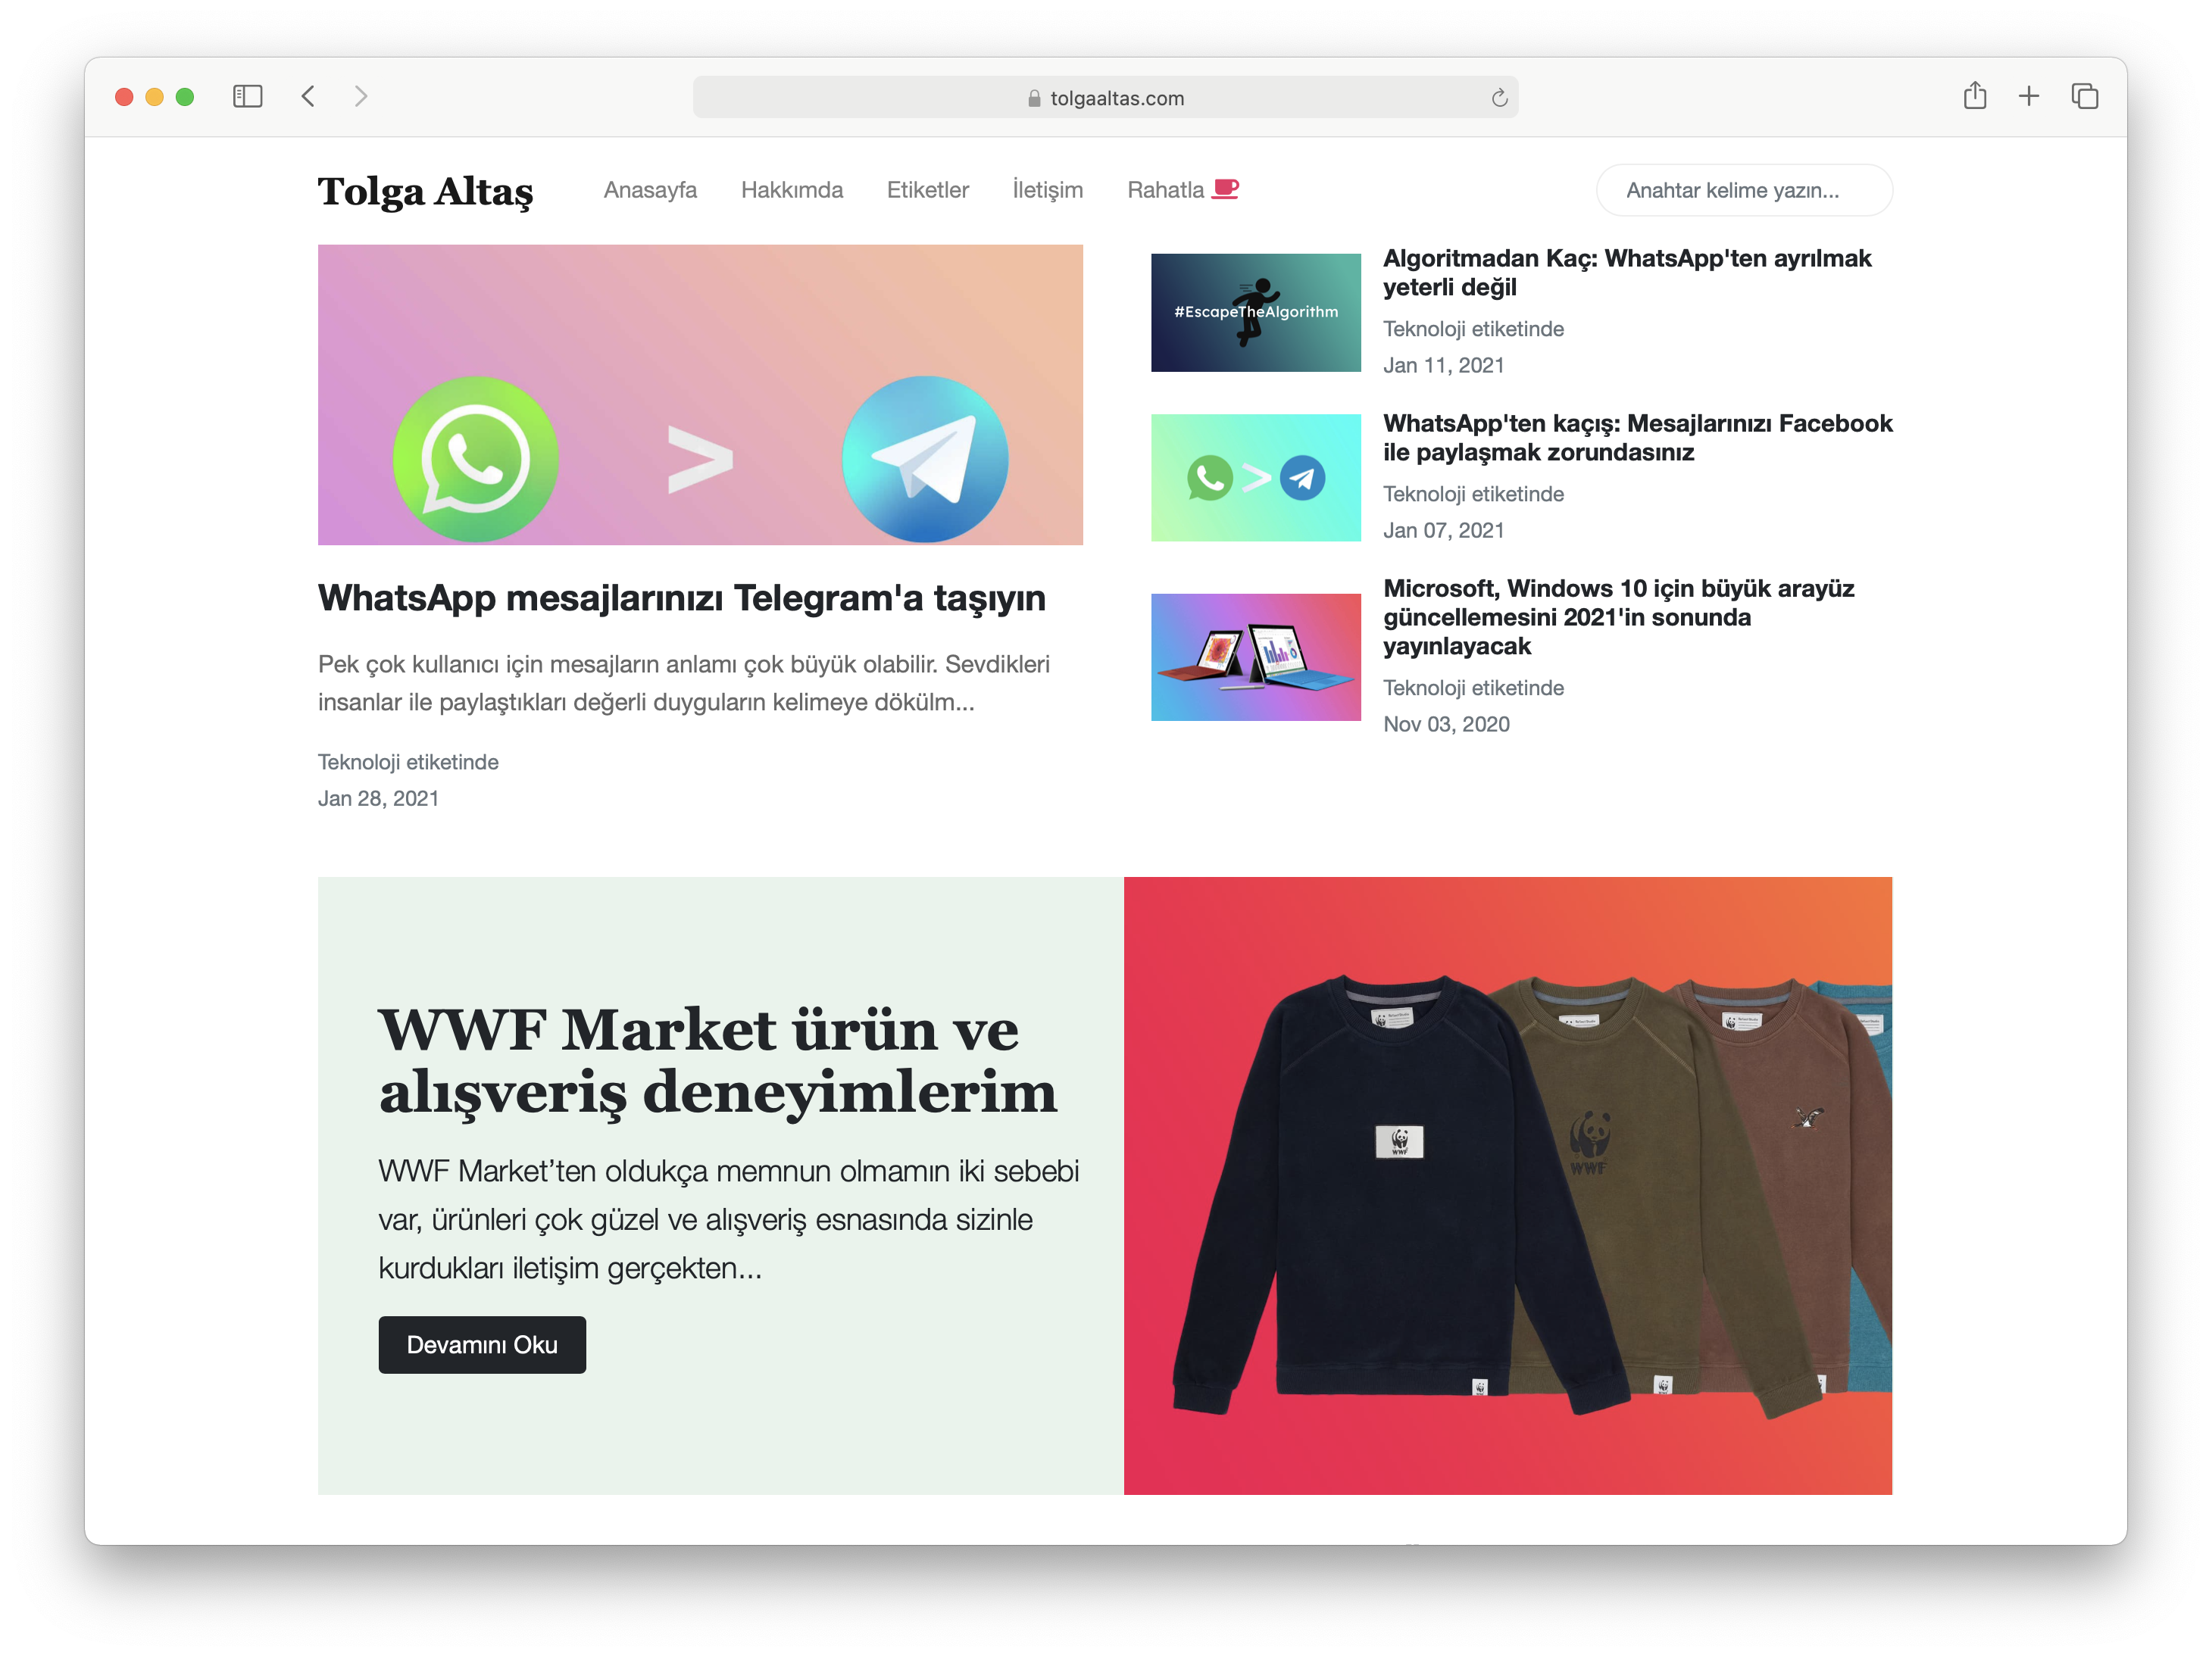 tolgaaltas.com
Tolga Altaş
Anasayfa
Hakkımda
Etiketler
İletişim
Rahatla
Anahtar kelime yazın...
>
WhatsApp mesajlarınızı Telegram'a taşıyın
Pek çok kullanıcı için mesajların anlamı çok büyük olabilir. Sevdikleri
insanlar ile paylaştıkları değerli duyguların kelimeye dökülm...
Teknoloji etiketinde
Jan 28, 2021
#EscapeTheAlgorithm
Algoritmadan Kaç: WhatsApp'ten ayrılmak
yeterli değil
Teknoloji etiketinde
Jan 11, 2021
>
WhatsApp'ten kaçış: Mesajlarınızı Facebook
ile paylaşmak zorundasınız
Teknoloji etiketinde
Jan 07, 2021
Microsoft, Windows 10 için büyük arayüz
güncellemesini 2021'in sonunda
yayınlayacak
Teknoloji etiketinde
Nov 03, 2020
WWF Market ürün ve
alışveriş deneyimlerim
WWF Market’ten oldukça memnun olmamın iki sebebi
var, ürünleri çok güzel ve alışveriş esnasında sizinle
kurdukları iletişim gerçekten...
Devamını Oku
WWF
WWF